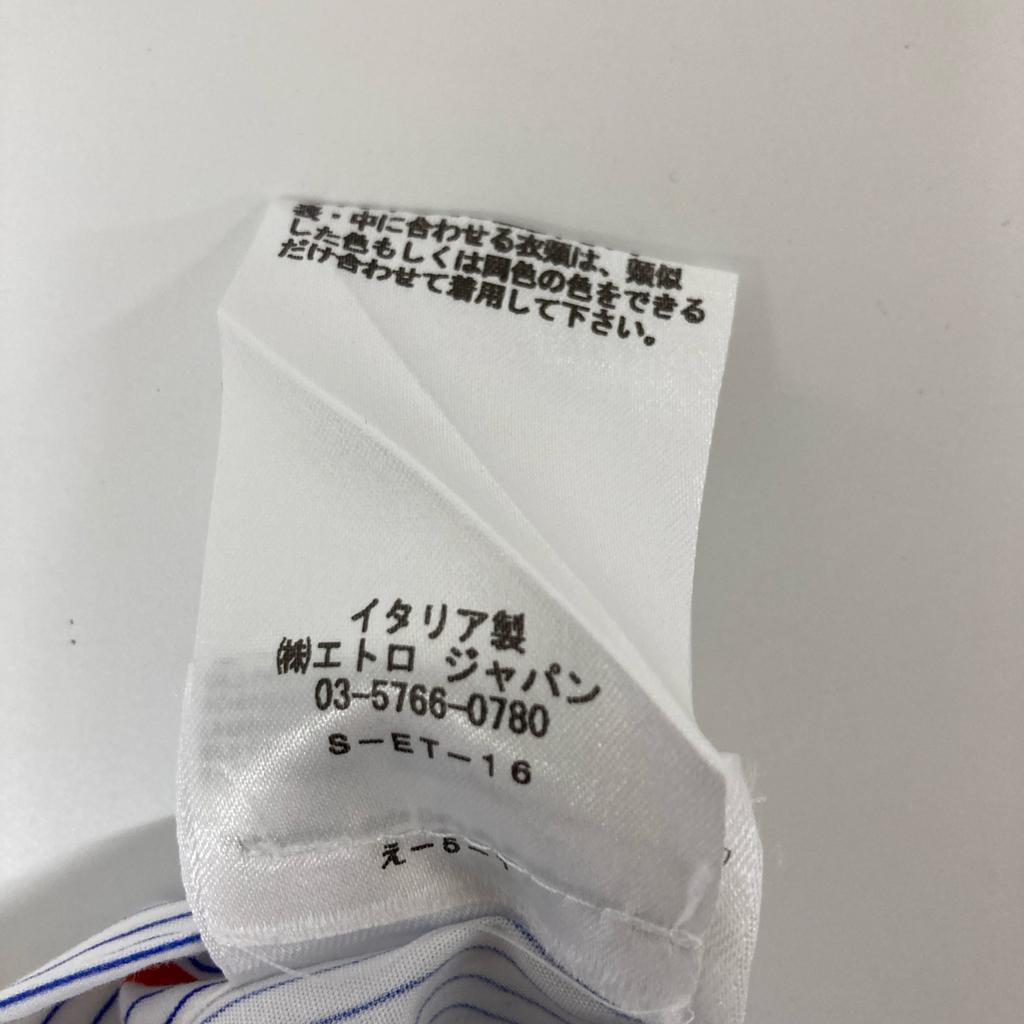 裏・中に合わせる衣類は、類似
した色もしくは同色の色をできる
だけ合わせて着用して下さい。
イタリア製
㈱エトロ ジャパン
03-5766-0780
S-ET-16
え-6-